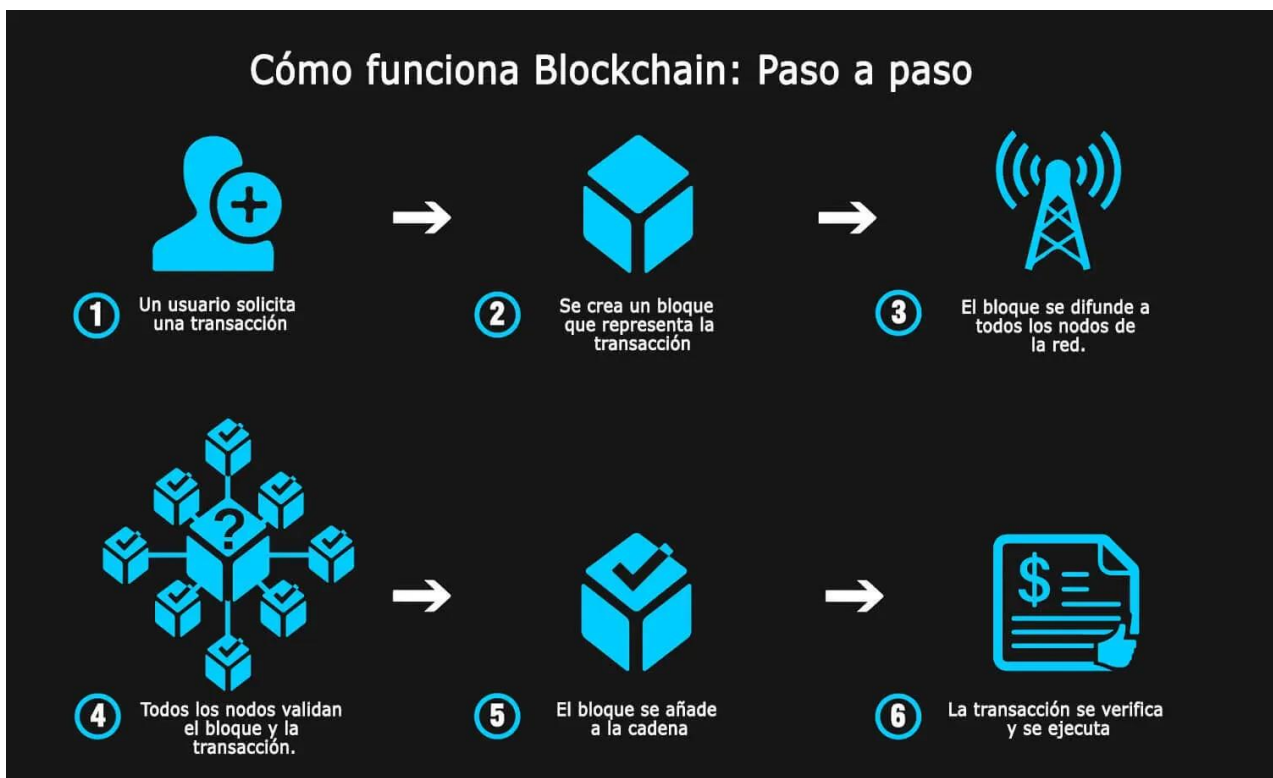 Cómo funciona Blockchain: Paso a paso
1
Un usuario solicita
una transacción
2
Se crea un bloque
que representa la
transacción
3
El bloque se difunde a
todos los nodos de
la red.
?
4
Todos los nodos validan
el bloque y la
transacción.
5
El bloque se añade
a la cadena
$
6
La transacción se verifica
y se ejecuta